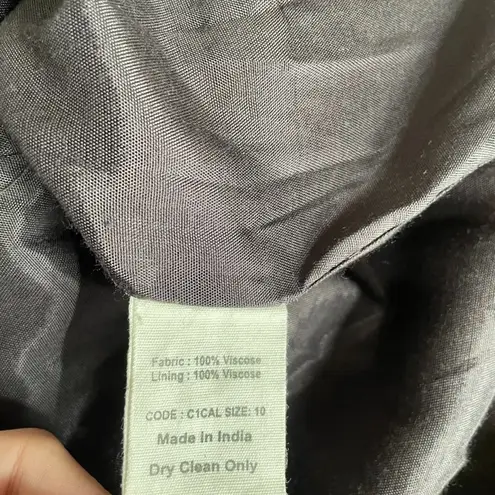 Fabric : 100% Viscose
Lining : 100% Viscose
CODE : C1CAL SIZE: 10
Made in India
Dry Clean Only